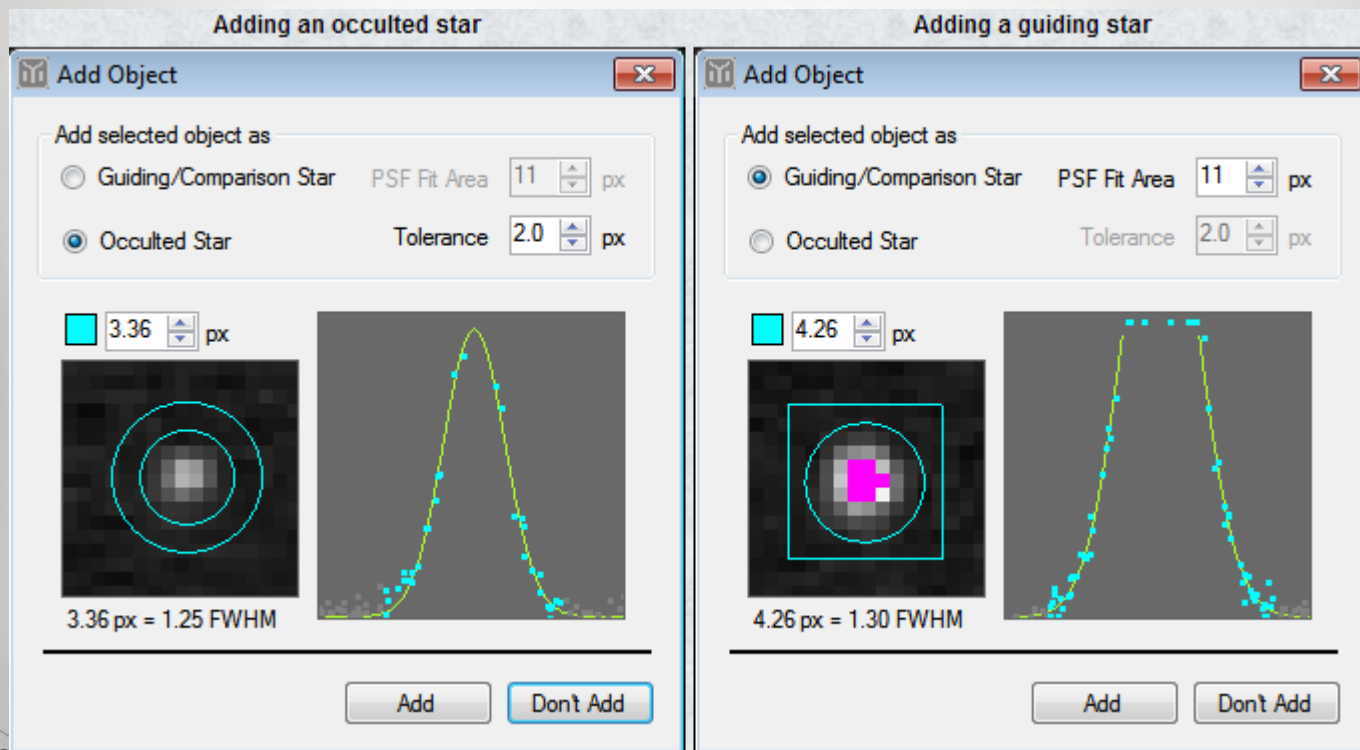 Adding an occulted star
Add Object
Add selected object as
Guiding/Comparison Star PSF Fit Area 11 px
Occulted Star Tolerance 2.0 px
3.36 px
3.36 px = 1.25 FWHM
Add Don't Add
Adding a guiding star
Add Object
Add selected object as
Guiding/Comparison Star PSF Fit Area 11 px
Occulted Star Tolerance 2.0 px
4.26 px
4.26 px = 1.30 FWHM
Add Don't Add